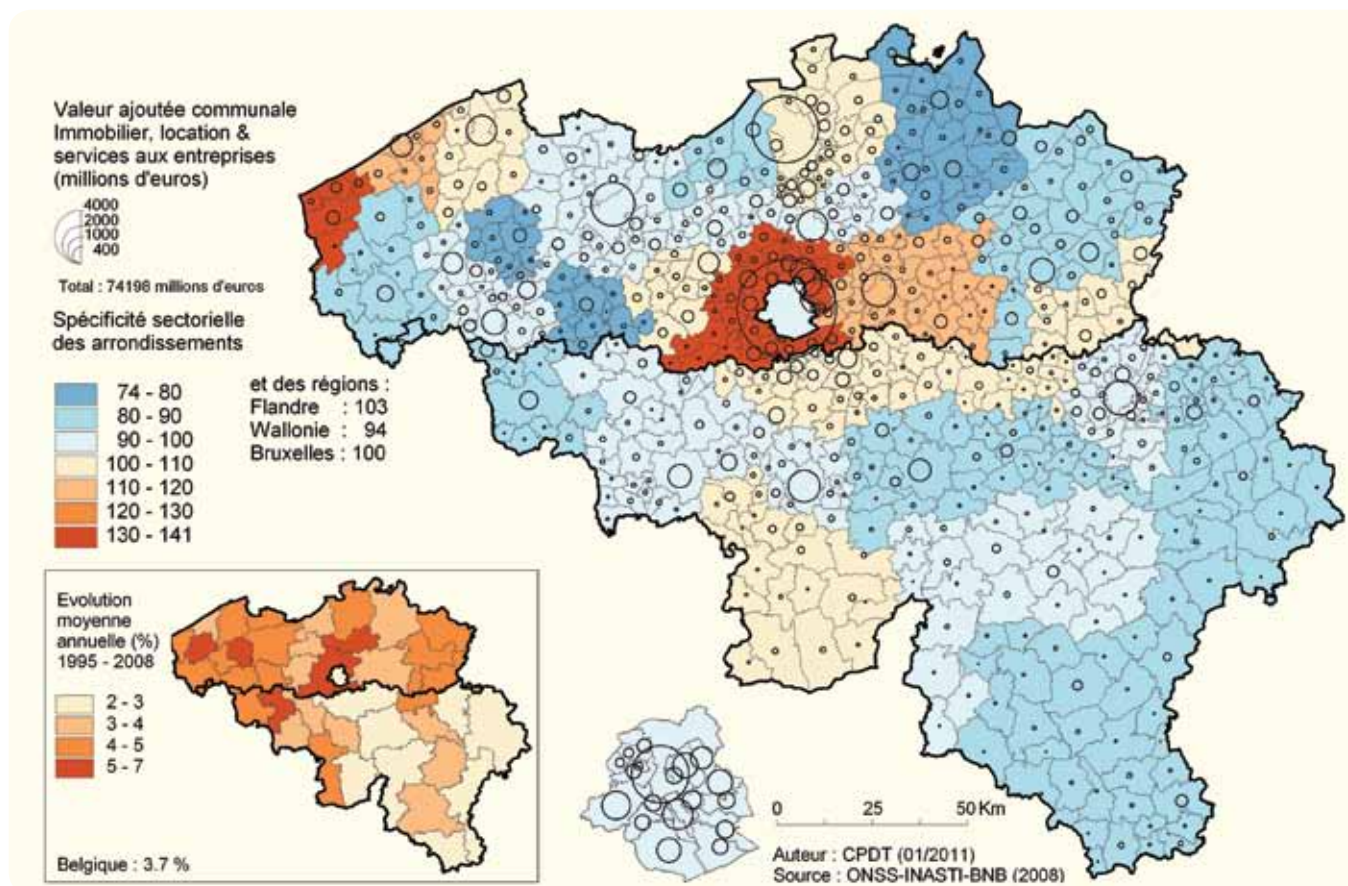 Valeur ajoutée communale
Immobilier, location &
services aux entreprises
(millions d'euros)
4000
2000
1000
400
Total : 74198 millions d'euros
Spécificité sectorielle
des arrondissements
74 - 80
80 - 90
90 - 100
100 - 110
110 - 120
120 - 130
130 - 141
et des régions :
Flandre : 103
Wallonie : 94
Bruxelles : 100
Evolution
moyenne
annuelle (%)
1995 - 2008
2 - 3
3 - 4
4 - 5
5 - 7
Belgique : 3.7 %
0 25 50 Km
Auteur : CPDT (01/2011)
Source : ONSS-INASTI-BNB (2008)